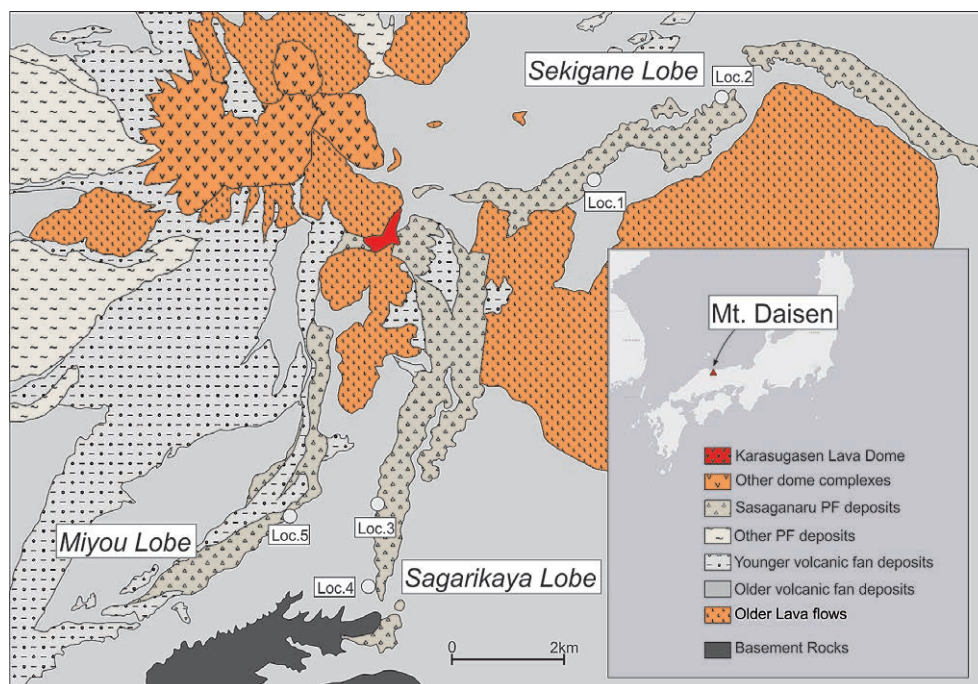 Sekigane Lobe
Loc.2
Loc.1
Mt. Daisen
Karasugasen Lava Dome
Other dome complexes
Sasaganaru PF deposits
Other PF deposits
Younger volcanic fan deposits
Older volcanic fan deposits
Older Lava flows
Basement Rocks
Loc.3
Loc.5
Miyou Lobe
Loc.4
Sagarikaya Lobe
0
2km